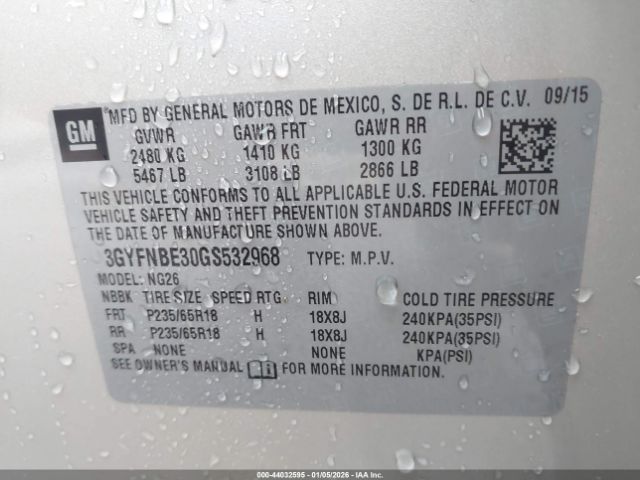 MFD BY GENERAL MOTORS DE MEXICO, S. DE R.L. DE C.V. 09/15
GM
GVWR GAWR FRT GAWR RR
2480 KG 1410 KG 1300 KG
5467 LB 3108 LB 2866 LB
THIS VEHICLE CONFORMS TO ALL APPLICABLE U.S. FEDERAL MOTOR
VEHICLE SAFETY AND THEFT PREVENTION STANDARDS IN EFFECT ON
THE DATE OF MANUFACTURE SHOWN ABOVE.
3GYFNBE30GS532968 TYPE: M.P.V.
MODEL: NG26
NBBK TIRE SIZE SPEED RTG RIM COLD TIRE PRESSURE
FRT P235/65R18 H 18X8J 240KPA(35PSI)
RR P235/65R18 H 18X8J 240KPA(35PSI)
SPA NONE NONE KPA(PSI)
SEE OWNER'S MANUAL FOR MORE INFORMATION.
000-44032595 - 01/05/2026 - IAAI.COM